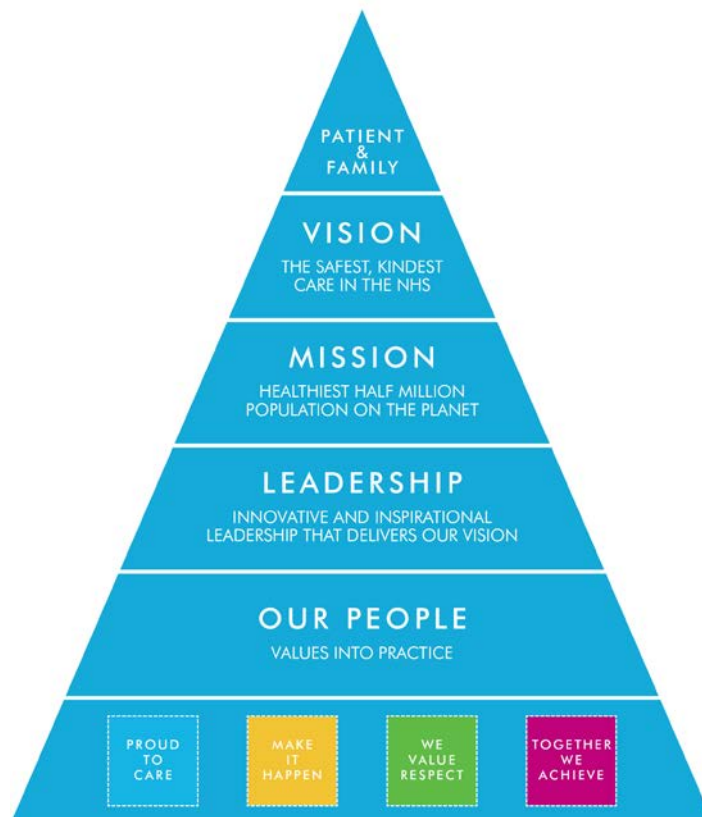 PATIENT
&
FAMILY
VISION
THE SAFEST, KINDEST
CARE IN THE NHS
MISSION
HEALTHIEST HALF MILLION
POPULATION ON THE PLANET
LEADERSHIP
INNOVATIVE AND INSPIRATIONAL
LEADERSHIP THAT DELIVERS OUR VISION
OUR PEOPLE
VALUES INTO PRACTICE
PROUD
TO
CARE
MAKE
IT
HAPPEN
WE
VALUE
RESPECT
TOGETHER
WE
ACHIEVE